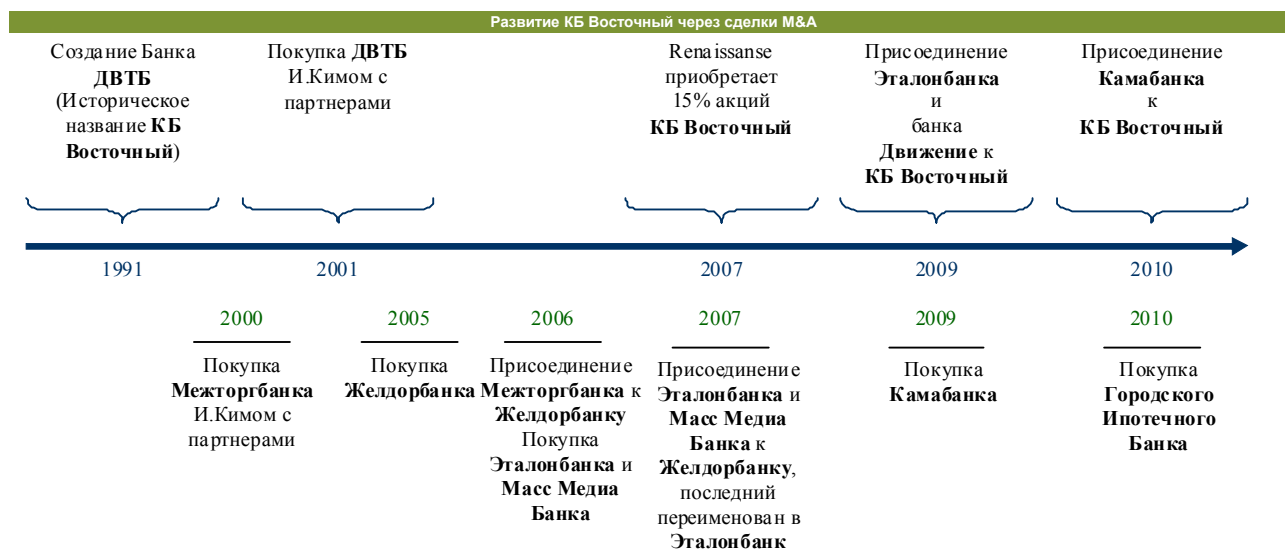 Развитие КБ Восточный через сделки M&A
Создание Банка
ДВТБ
(Историческое
название КБ
Восточный)
Покупка ДВТБ
И.Кимом с
партнерами
Renaissanse
приобретает
15% акций
КБ Восточный
Присоединение
Эталонбанка
и
банка
Движение к
КБ Восточный
Присоединение
Камабанка
к
КБ Восточный
1991
2001
2007
2009
2010
2000
Покупка
Межторгбанка
И.Кимом с
партнерами
2005
Покупка
Желдорбанка
2006
Присоединение
Межторгбанка к
Желдорбанку
Покупка
Эталонбанка и
Масс Медиа
Банка
2007
Присоединение
Эталонбанка и
Масс Медиа
Банка к
Желдорбанку,
последний
переименован в
Эталонбанк
2009
Покупка
Камабанка
2010
Покупка
Городского
Ипотечного
Банка